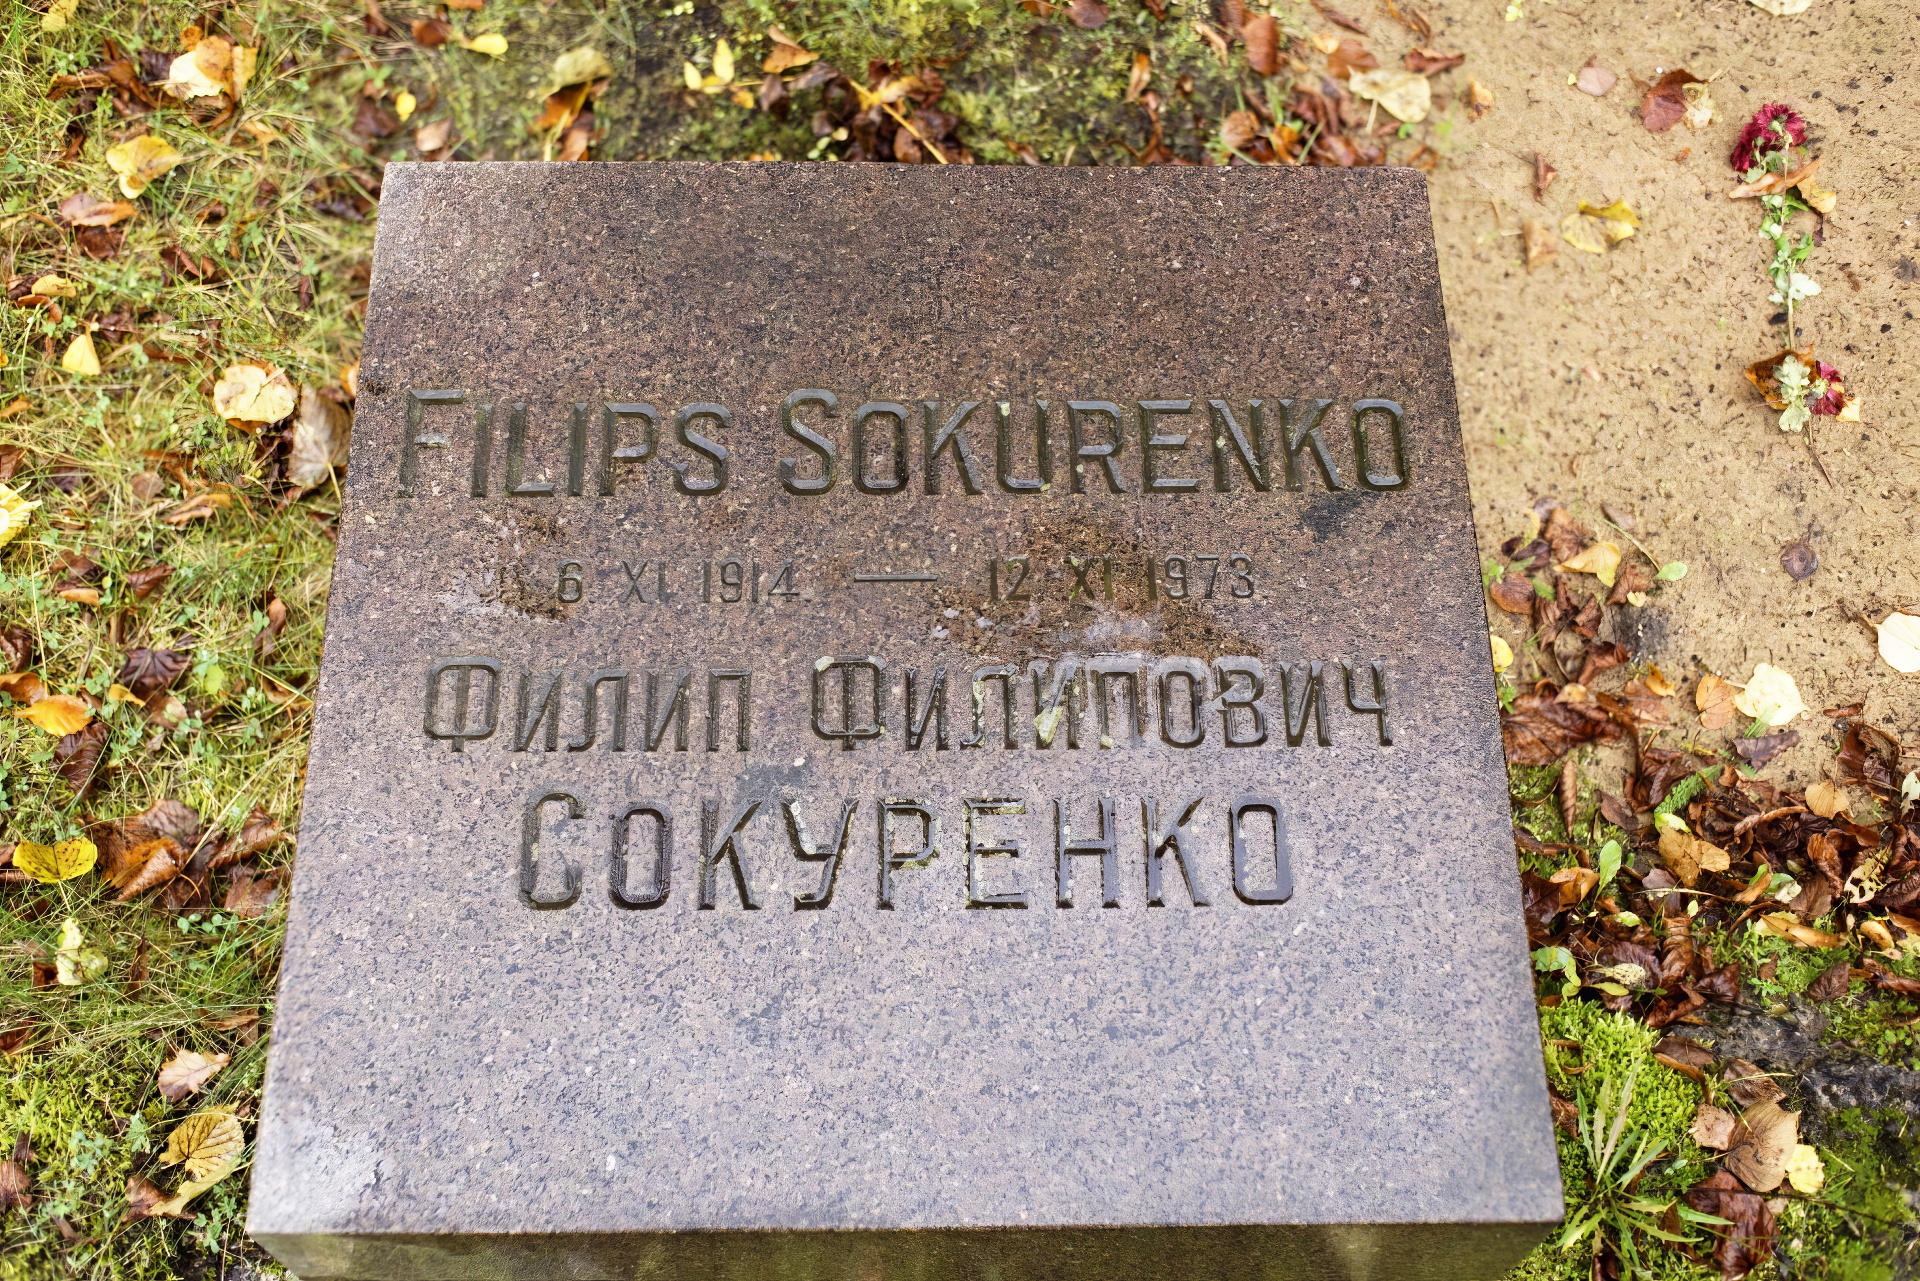 FILIPS SOKURENKO
6 XI 1914 — 12 XI 1973
ФИЛИП ФИЛИПОВИЧ
СОКУРЕНКО